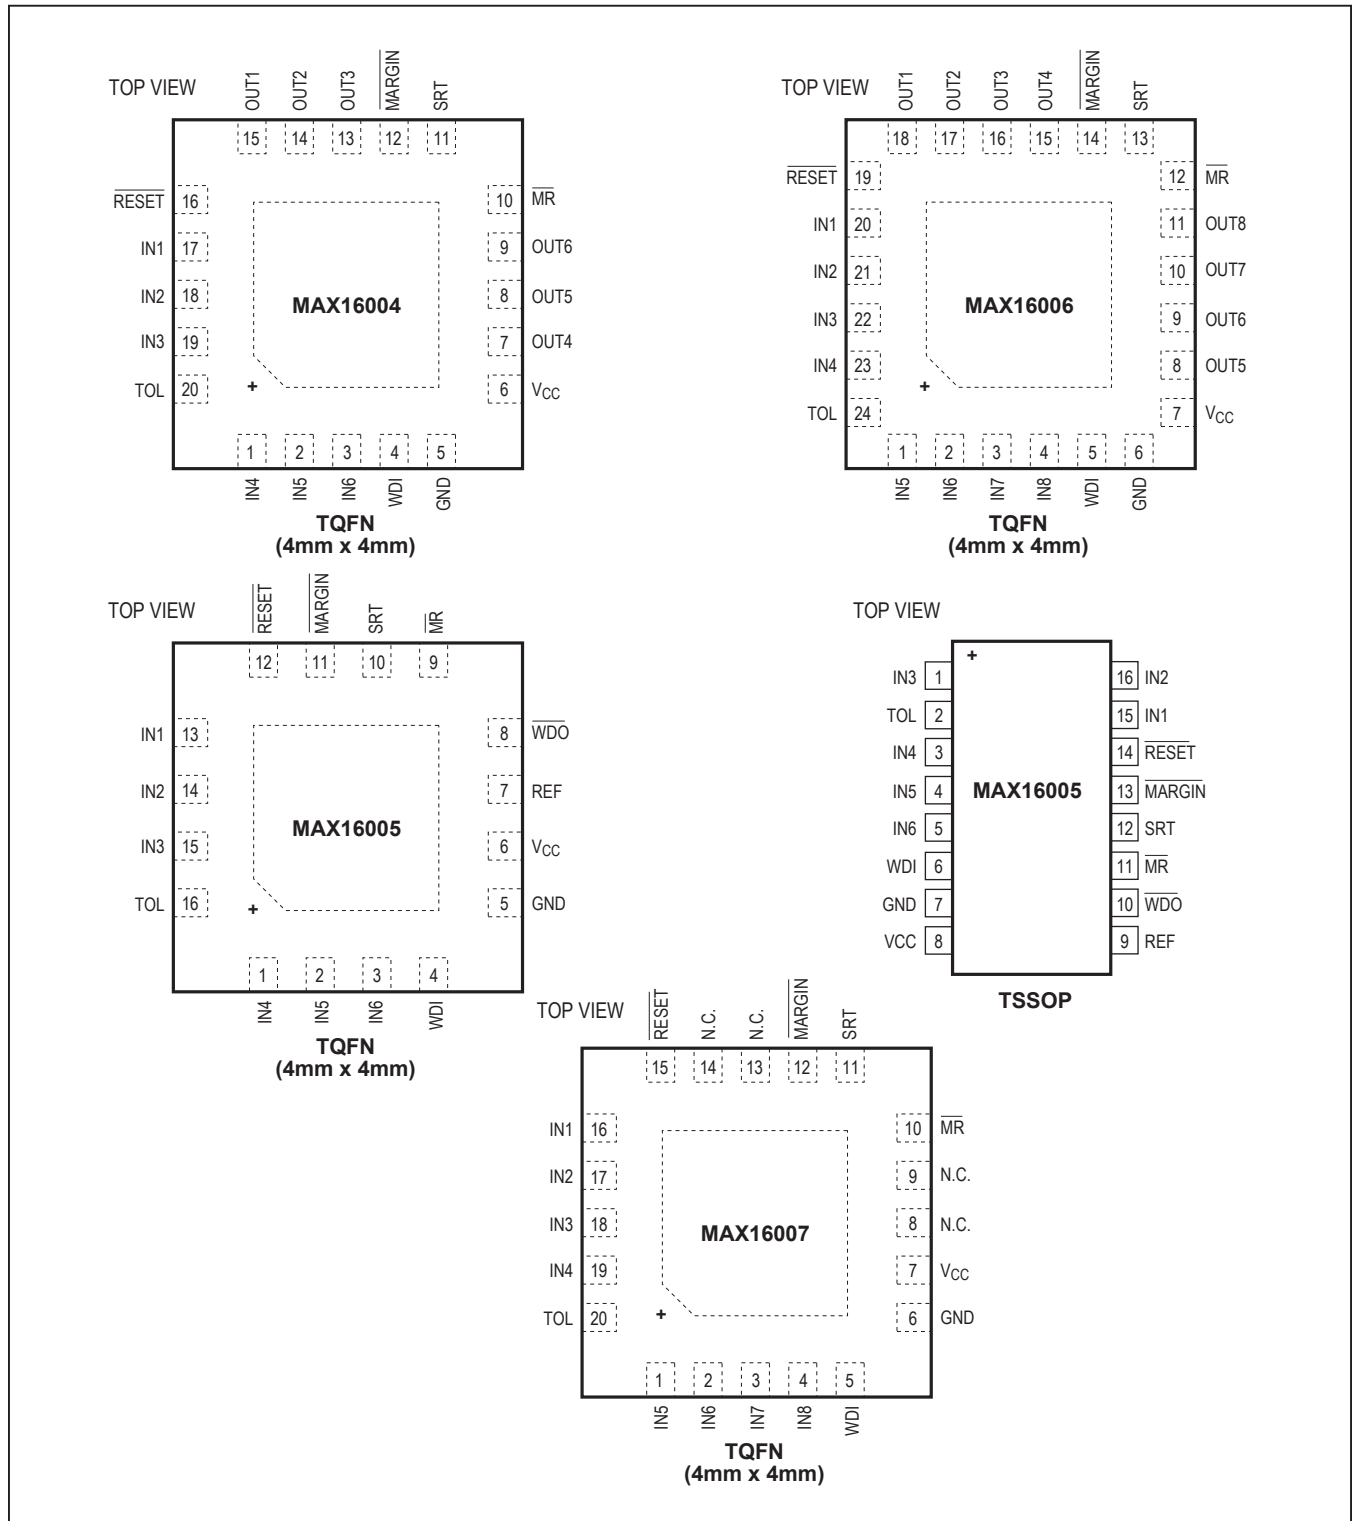 TOP VIEW
OUT1 OUT2 OUT3 MARGIN SRT
15 14 13 12 11
RESET 16
IN1 17
IN2 18
IN3 19
TOL 20
10 MR
9 OUT6
8 OUT5
7 OUT4
6 VCC
MAX16004
+
1 2 3 4 5
IN4 IN5 IN6 WDI GND
TQFN
(4mm x 4mm)
TOP VIEW
OUT1 OUT2 OUT3 OUT4 MARGIN SRT
18 17 16 15 14 13
RESET 19
IN1 20
IN2 21
IN3 22
IN4 23
TOL 24
12 MR
11 OUT8
10 OUT7
9 OUT6
8 OUT5
7 VCC
MAX16006
+
1 2 3 4 5 6
IN5 IN6 IN7 IN8 WDI GND
TQFN
(4mm x 4mm)
TOP VIEW
RESET MARGIN SRT MR
12 11 10 9
IN1 13
IN2 14
IN3 15
TOL 16
8 WDO
7 REF
6 VCC
5 GND
MAX16005
+
1 2 3 4
IN4 IN5 IN6 WDI
TQFN
(4mm x 4mm)
TOP VIEW
+
IN3 1
TOL 2
IN4 3
IN5 4
IN6 5
WDI 6
GND 7
VCC 8
MAX16005
16 IN2
15 IN1
14 RESET
13 MARGIN
12 SRT
11 MR
10 WDO
9 REF
TSSOP
TOP VIEW
RESET N.C. N.C. MARGIN SRT
15 14 13 12 11
IN1 16
IN2 17
IN3 18
IN4 19
TOL 20
10 MR
9 N.C.
8 N.C.
7 VCC
6 GND
MAX16007
+
1 2 3 4 5
IN5 IN6 IN7 IN8 WDI
TQFN
(4mm x 4mm)